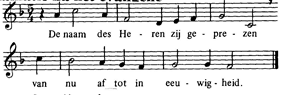 De naam des He - ren zij ge - pre - zen
van nu af tot in eeu - wig - heid.